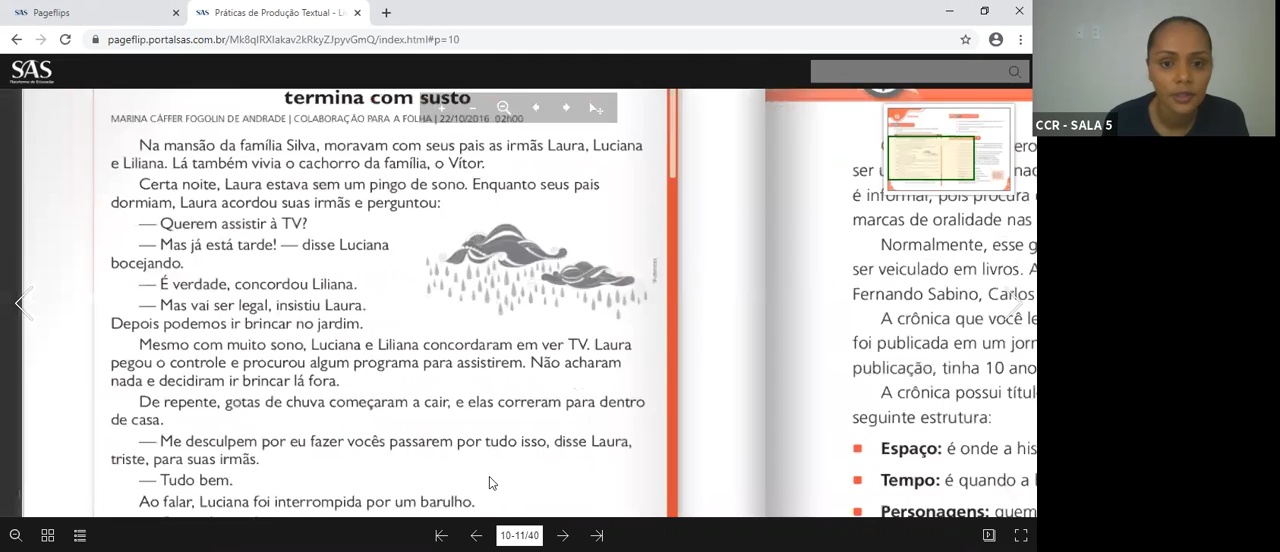 Pageflips
Práticas de Produção Textual - Li
pageflip.portalsas.com.br/Mk8qIRXIakav2kRkyZJpyvGmQ/index.html#p=10
SAS
Plataforma de Educação
CCR - SALA 5
termina com susto
MARINA CÁFFER FOGOLIN DE ANDRADE | COLABORAÇÃO PARA A FOLHA | 22/10/2016 02h00
Na mansão da família Silva, moravam com seus pais as irmãs Laura, Luciana
e Liliana. Lá também vivia o cachorro da família, o Vítor.
Certa noite, Laura estava sem um pingo de sono. Enquanto seus pais
dormiam, Laura acordou suas irmãs e perguntou:
— Querem assistir à TV?
— Mas já está tarde! — disse Luciana
bocejando.
— É verdade, concordou Liliana.
— Mas vai ser legal, insistiu Laura.
Depois podemos ir brincar no jardim.
Mesmo com muito sono, Luciana e Liliana concordaram em ver TV. Laura
pegou o controle e procurou algum programa para assistirem. Não acharam
nada e decidiram ir brincar lá fora.
De repente, gotas de chuva começaram a cair, e elas correram para dentro
de casa.
— Me desculpem por eu fazer vocês passarem por tudo isso, disse Laura,
triste, para suas irmãs.
— Tudo bem.
Ao falar, Luciana foi interrompida por um barulho.
ser
é informal, pois procura
marcas de oralidade nas
Normalmente, esse g
ser veiculado em livros. A
Fernando Sabino, Carlos
A crônica que você le
foi publicada em um jorn
publicação, tinha 10 ano
A crônica possui títul
seguinte estrutura:
Espaço: é onde a his
Tempo: é quando a h
Personagens: quem
10-11/40